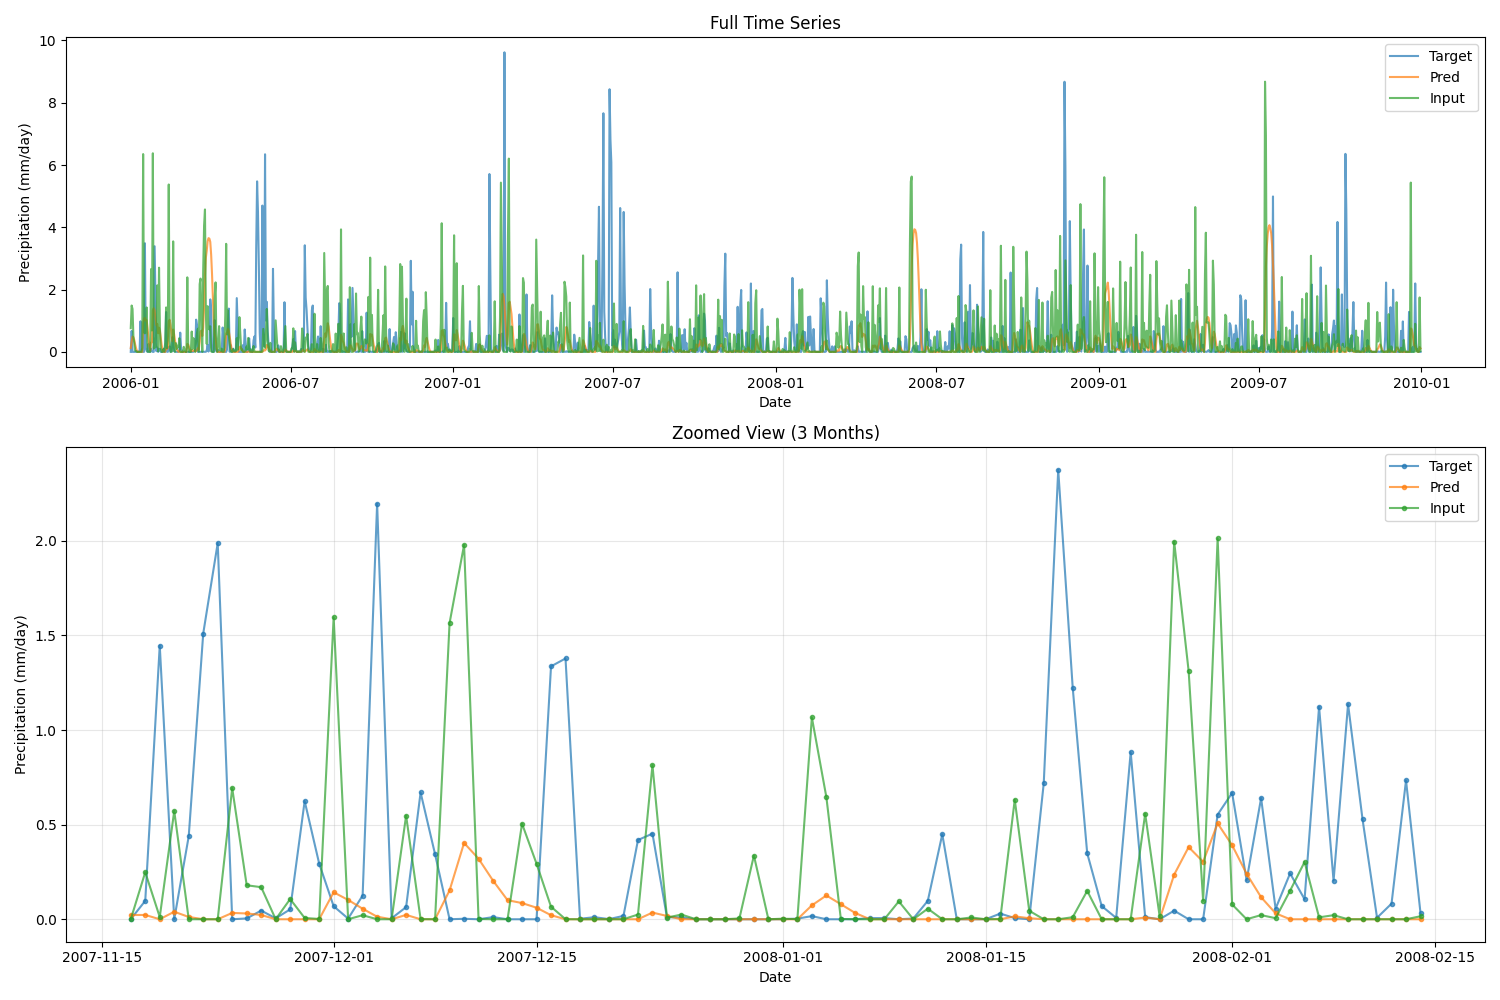 Full Time Series
Precipitation (mm/day)
10
8
6
4
2
0
Target
Pred
Input
2006-01
2006-07
2007-01
2007-07
2008-01
2008-07
2009-01
2009-07
2010-01
Date
Zoomed View (3 Months)
Precipitation (mm/day)
2.0
1.5
1.0
0.5
0.0
Target
Pred
Input
2007-11-15
2007-12-01
2007-12-15
2008-01-01
2008-01-15
2008-02-01
2008-02-15
Date